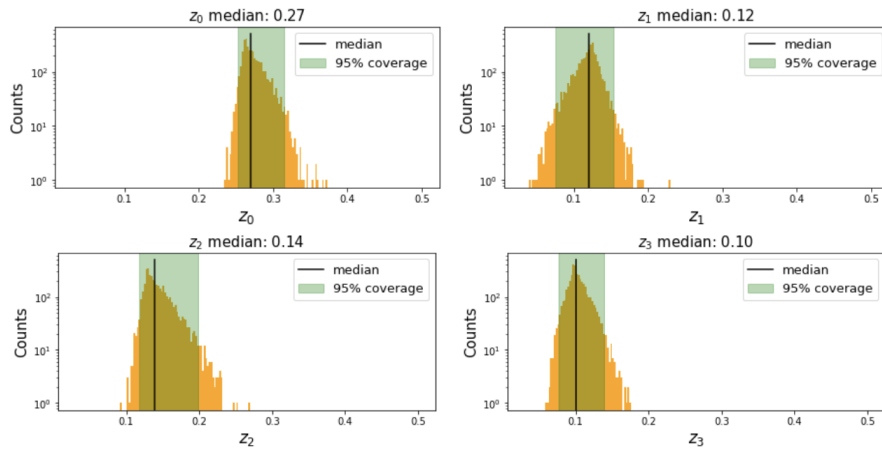 z₀ median: 0.27
median
95% coverage
Counts
10²
10¹
10⁰
0.1 0.2 0.3 0.4 0.5
z₀
z₁ median: 0.12
median
95% coverage
Counts
10²
10¹
10⁰
0.1 0.2 0.3 0.4 0.5
z₁
z₂ median: 0.14
median
95% coverage
Counts
10²
10¹
10⁰
0.1 0.2 0.3 0.4 0.5
z₂
z₃ median: 0.10
median
95% coverage
Counts
10²
10¹
10⁰
0.1 0.2 0.3 0.4 0.5
z₃